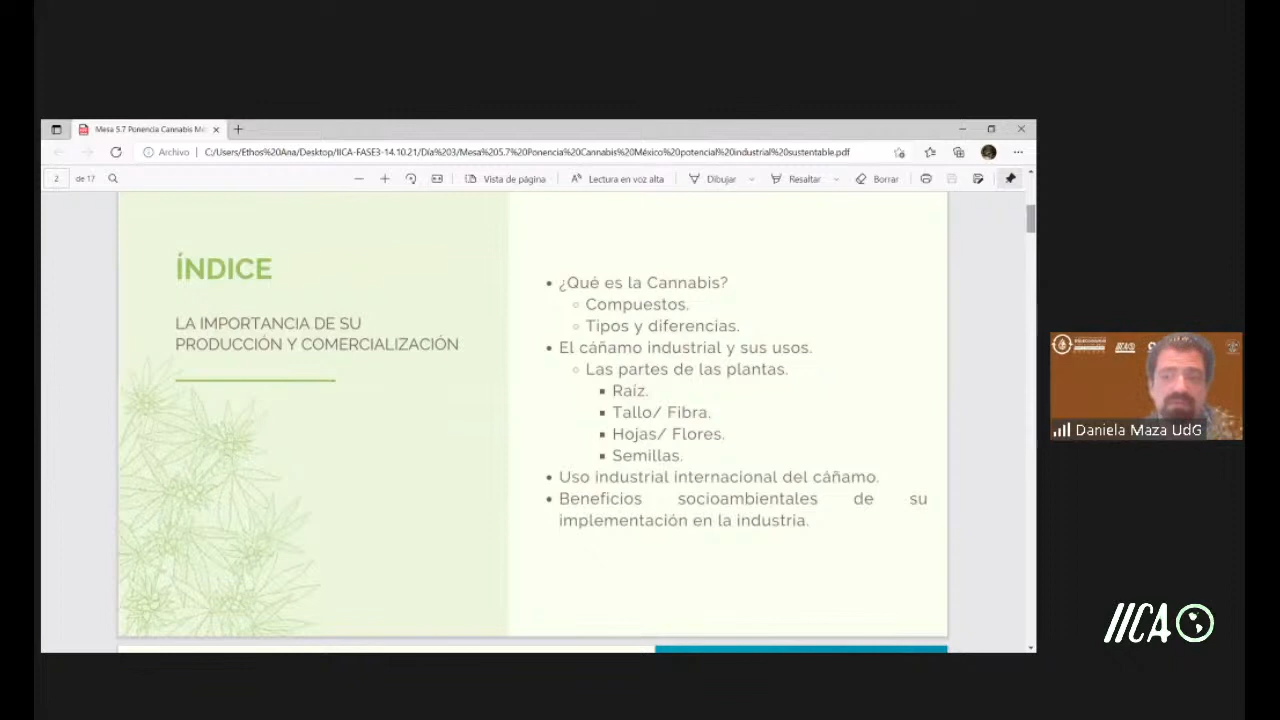 Mesa 5.7 Ponencia Cannabis Mé
Archivo
C:/Users/Ethos%20Ana/Desktop/IICA-FASE3-14.10.21/Día%203/Mesa%205.7%20Ponencia%20Cannabis%20México%20potencial%20industrial%20sustentable.pdf
2 de 17
Vista de página
Lectura en voz alta
Dibujar
Resaltar
Borrar
ÍNDICE
LA IMPORTANCIA DE SU
PRODUCCIÓN Y COMERCIALIZACIÓN
¿Qué es la Cannabis?
Compuestos.
Tipos y diferencias.
El cáñamo industrial y sus usos.
Las partes de las plantas.
Raíz.
Tallo/ Fibra.
Hojas/ Flores.
Semillas.
Uso industrial internacional del cáñamo.
Beneficios socioambientales de su
implementación en la industria.
IICA
Daniela Maza UdG
IICA